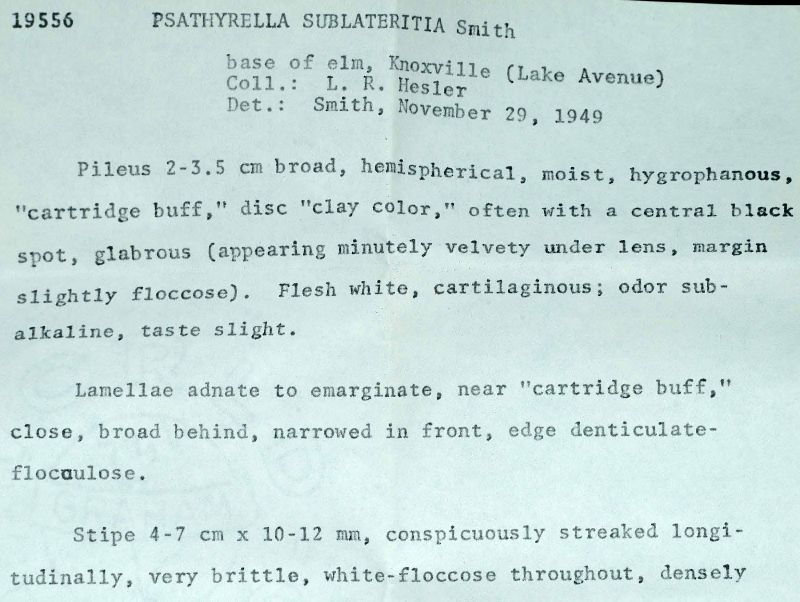 19556 PSATHYRELLA SUBLATERITIA Smith
base of elm, Knoxville (Lake Avenue)
Coll.: L. R. Hesler
Det.: Smith, November 29, 1949
Pileus 2-3.5 cm broad, hemispherical, moist, hygrophanous,
"cartridge buff," disc "clay color," often with a central black
spot, glabrous (appearing minutely velvety under lens, margin
slightly floccose). Flesh white, cartilaginous; odor sub-
alkaline, taste slight.
Lamellae adnate to emarginate, near "cartridge buff,"
close, broad behind, narrowed in front, edge denticulate-
flocculose.
Stipe 4-7 cm x 10-12 mm, conspicuously streaked longi-
tudinally, very brittle, white-floccose throughout, densely